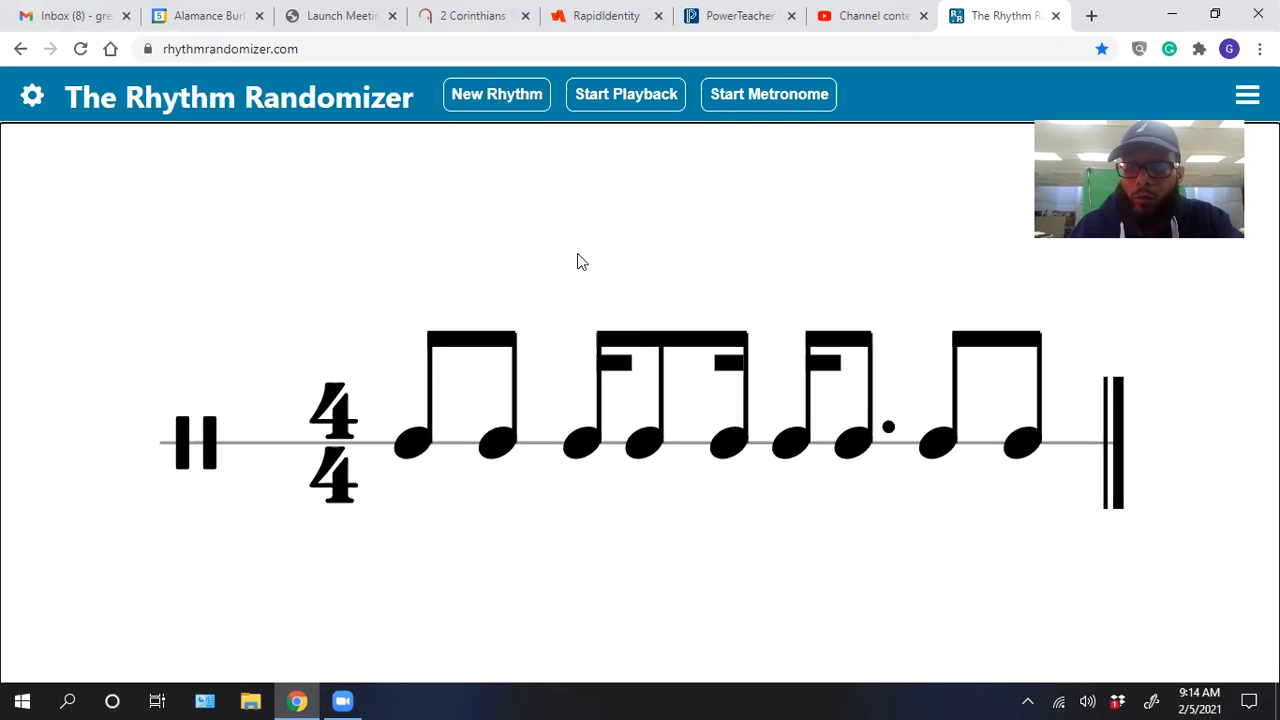 Inbox (8) - gre
Alamance Bur
Launch Meetin
2 Corinthians
RapidIdentity
PowerTeacher
Channel conte
The Rhythm R
rhythmrandomizer.com
G
The Rhythm Randomizer
New Rhythm
Start Playback
Start Metronome
4
4
9:14 AM
2/5/2021